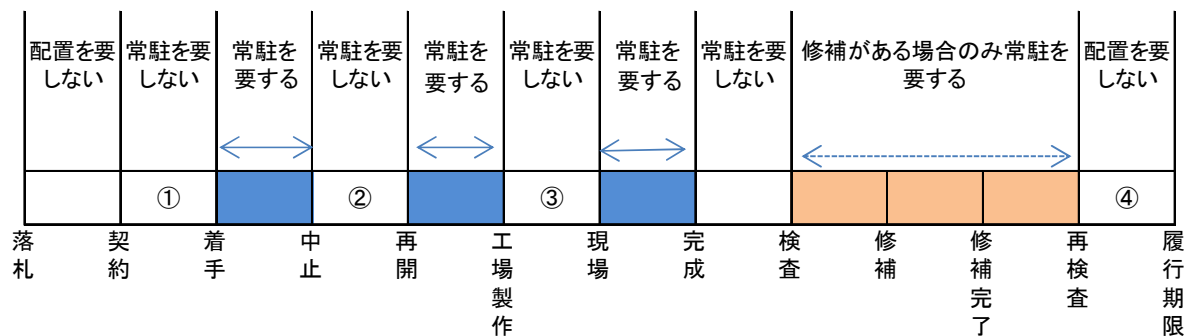 配置を要
しない
常駐を要
しない
常駐を
要する
常駐を要
しない
常駐を
要する
常駐を要
しない
常駐を
要する
常駐を要
しない
修補がある場合のみ常駐を
要する
配置を要
しない
①
②
③
④
落札
契約
着手
中止
再開
工場製作
現場
完成
検査
修補
修補完了
再検査
履行期限